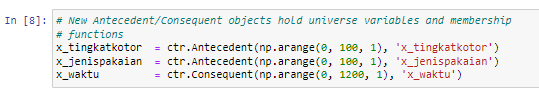 In [8]: # New Antecedent/Consequent objects hold universe variables and membership
# functions
x_tingkatkotor  = ctr.Antecedent(np.arange(0, 100, 1), 'x_tingkatkotor')
x_jenispakaian  = ctr.Antecedent(np.arange(0, 100, 1), 'x_jenispakaian')
x_waktu         = ctr.Consequent(np.arange(0, 1200, 1), 'x_waktu')